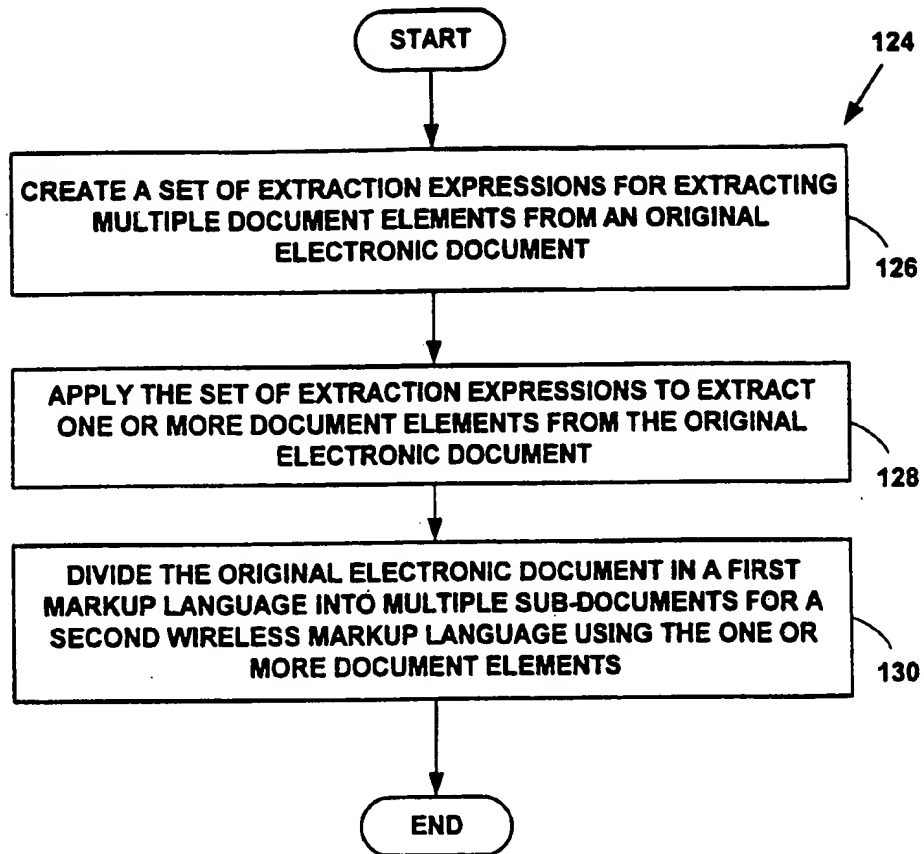 START
124
CREATE A SET OF EXTRACTION EXPRESSIONS FOR EXTRACTING
MULTIPLE DOCUMENT ELEMENTS FROM AN ORIGINAL
ELECTRONIC DOCUMENT
126
APPLY THE SET OF EXTRACTION EXPRESSIONS TO EXTRACT
ONE OR MORE DOCUMENT ELEMENTS FROM THE ORIGINAL
ELECTRONIC DOCUMENT
128
DIVIDE THE ORIGINAL ELECTRONIC DOCUMENT IN A FIRST
MARKUP LANGUAGE INTO MULTIPLE SUB-DOCUMENTS FOR A
SECOND WIRELESS MARKUP LANGUAGE USING THE ONE OR
MORE DOCUMENT ELEMENTS
130
END